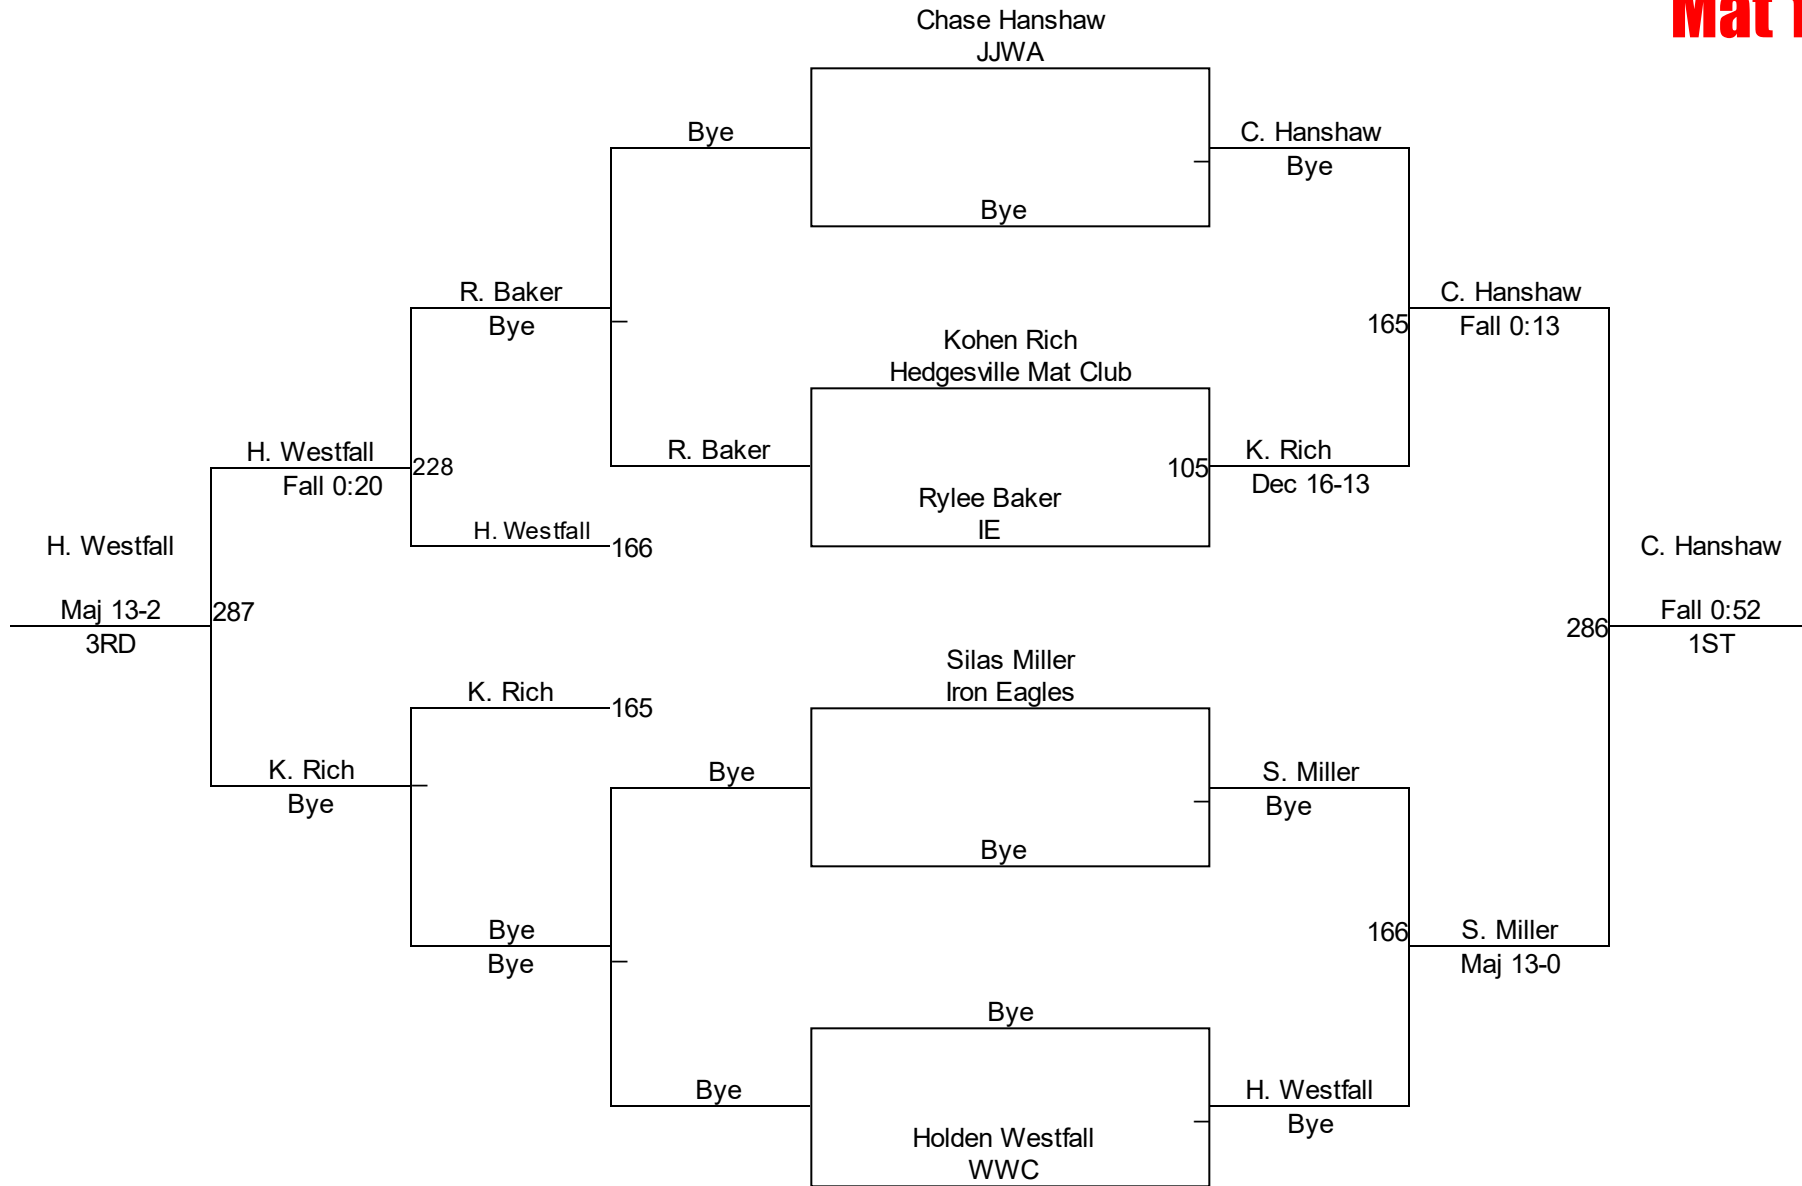 Mat 1
Chase Hanshaw
JJWA
Bye
C. Hanshaw
Bye
Bye
R. Baker
Bye
C. Hanshaw
165
Fall 0:13
Kohen Rich
Hedgesville Mat Club
H. Westfall
228
Fall 0:20
R. Baker
105
K. Rich
Dec 16-13
Rylee Baker
IE
H. Westfall
166
H. Westfall
C. Hanshaw
Maj 13-2
287
3RD
286
Fall 0:52
1ST
Silas Miller
Iron Eagles
K. Rich
165
K. Rich
Bye
Bye
S. Miller
Bye
Bye
Bye
Bye
166
S. Miller
Maj 13-0
Bye
Bye
H. Westfall
Bye
Holden Westfall
WWC